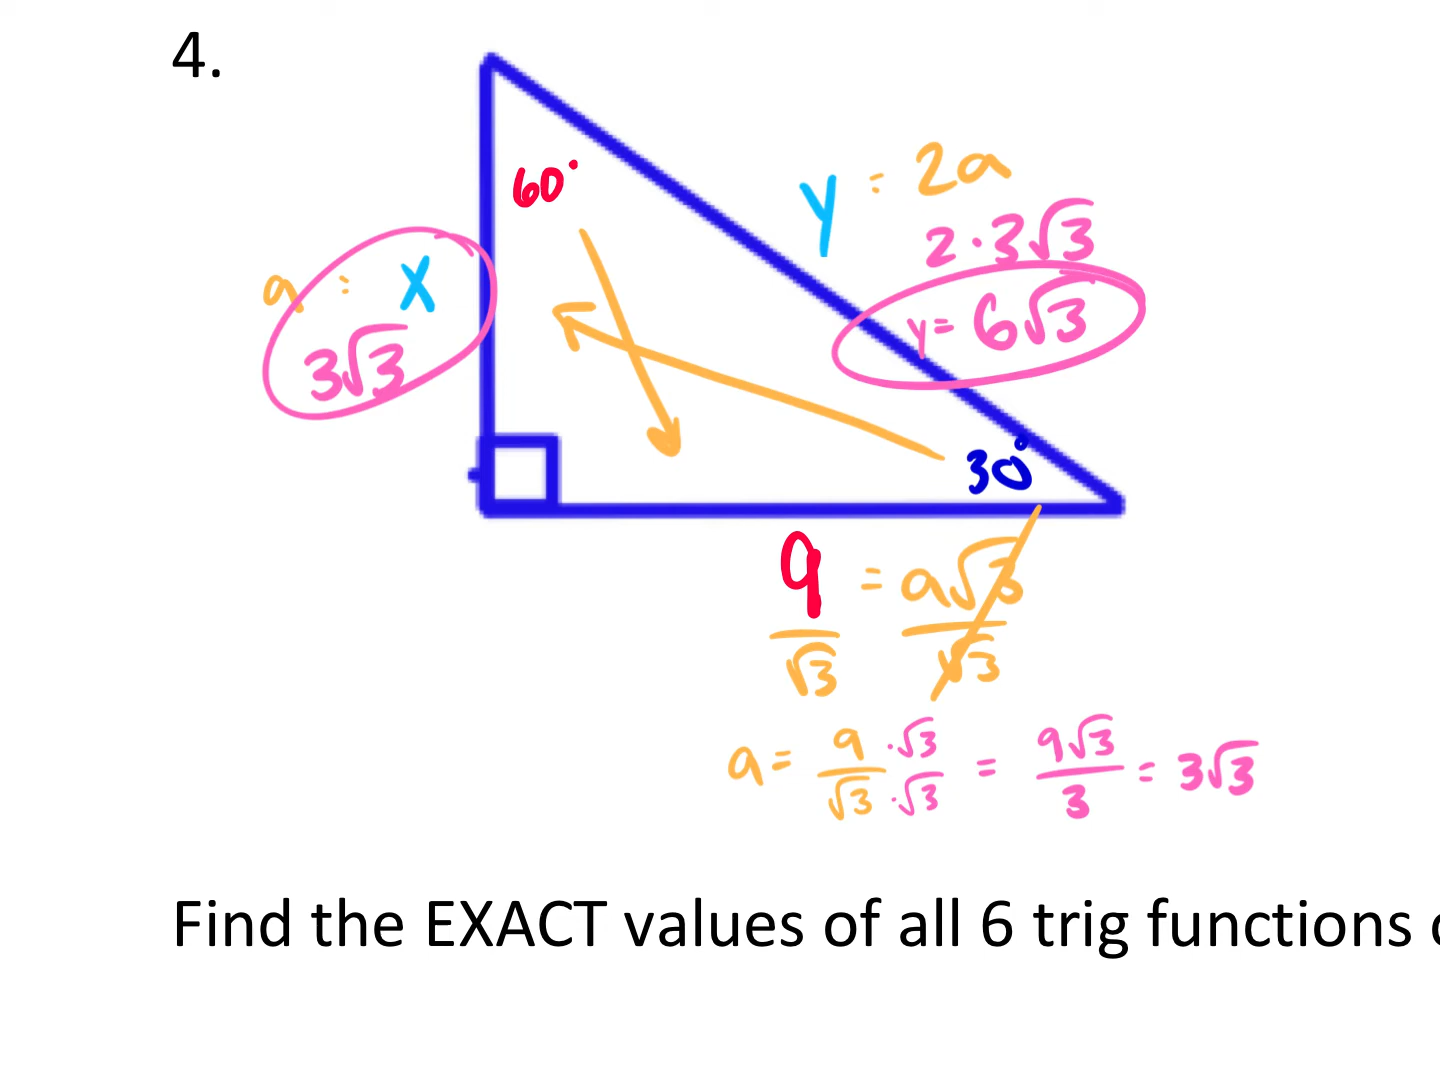 4.
60°
y = 2a
2·3√3
a = x
y= 6√3
3√3
30°
9 = a√3
√3 √3
a = 9 ·√3 = 9√3 = 3√3
√3 ·√3 3
Find the EXACT values of all 6 trig functions